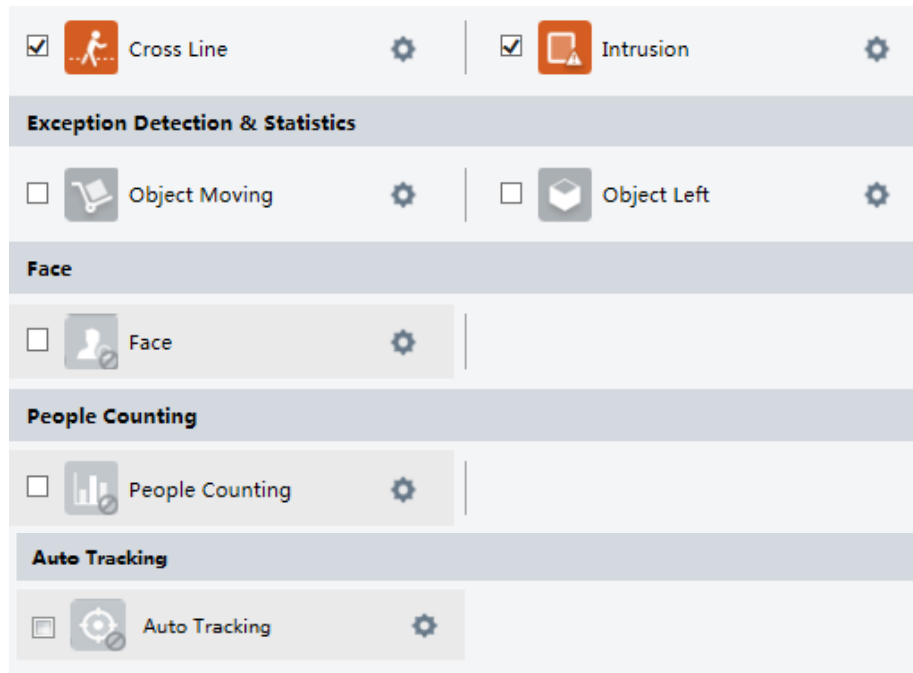 Cross Line
Intrusion
Exception Detection & Statistics
Object Moving
Object Left
Face
Face
People Counting
People Counting
Auto Tracking
Auto Tracking